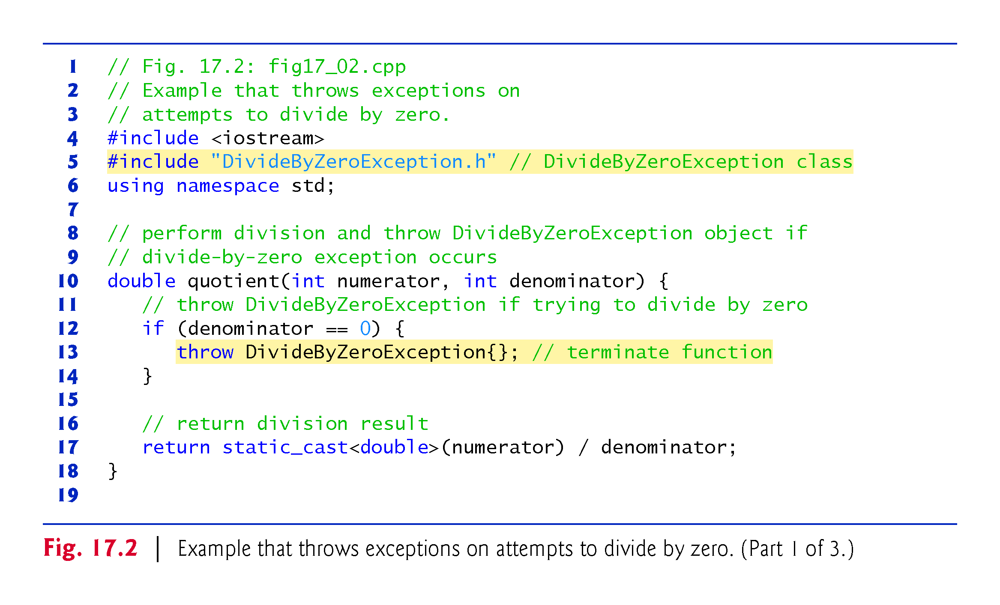 1 // Fig. 17.2: fig17_02.cpp
2 // Example that throws exceptions on
3 // attempts to divide by zero.
4 #include <iostream>
5 #include "DivideByZeroException.h" // DivideByZeroException class
6 using namespace std;
7
8 // perform division and throw DivideByZeroException object if
9 // divide-by-zero exception occurs
10 double quotient(int numerator, int denominator) {
11    // throw DivideByZeroException if trying to divide by zero
12    if (denominator == 0) {
13       throw DivideByZeroException{}; // terminate function
14    }
15
16    // return division result
17    return static_cast<double>(numerator) / denominator;
18 }
19
Fig. 17.2 | Example that throws exceptions on attempts to divide by zero. (Part 1 of 3.)